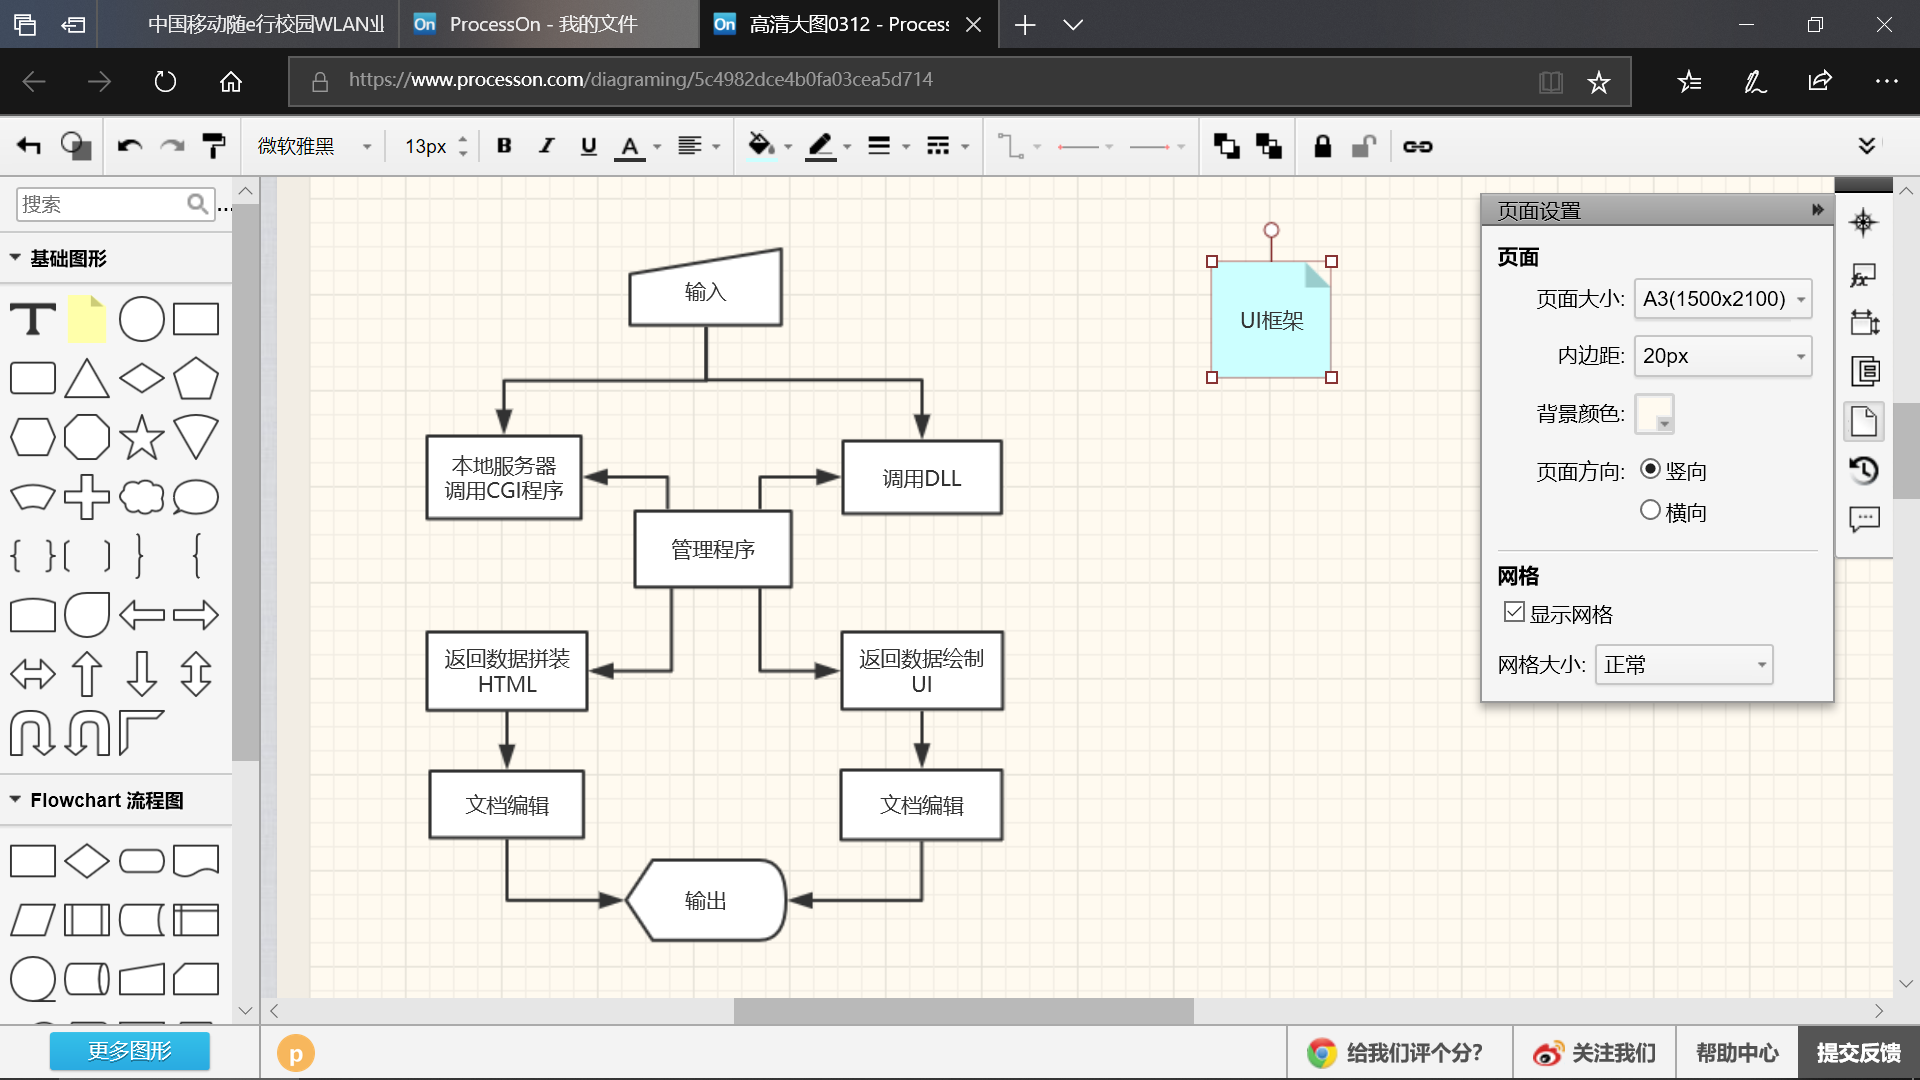 中国移动随e行校园WLAN业
On ProcessOn - 我的文件
On 高清大图0312 - Process
https://www.processon.com/diagraming/5c4982dce4b0fa03cea5d714
微软雅黑 13px B I U A
搜索 ...
基础图形
T
Flowchart 流程图
更多图形
输入
本地服务器
调用CGI程序
调用DLL
管理程序
返回数据拼装
HTML
返回数据绘制
UI
文档编辑
文档编辑
输出
UI框架
页面设置
页面
页面大小: A3(1500x2100)
内边距: 20px
背景颜色:
页面方向: 竖向
横向
网格
显示网格
网格大小: 正常
fx
p
给我们评个分?
关注我们
帮助中心
提交反馈